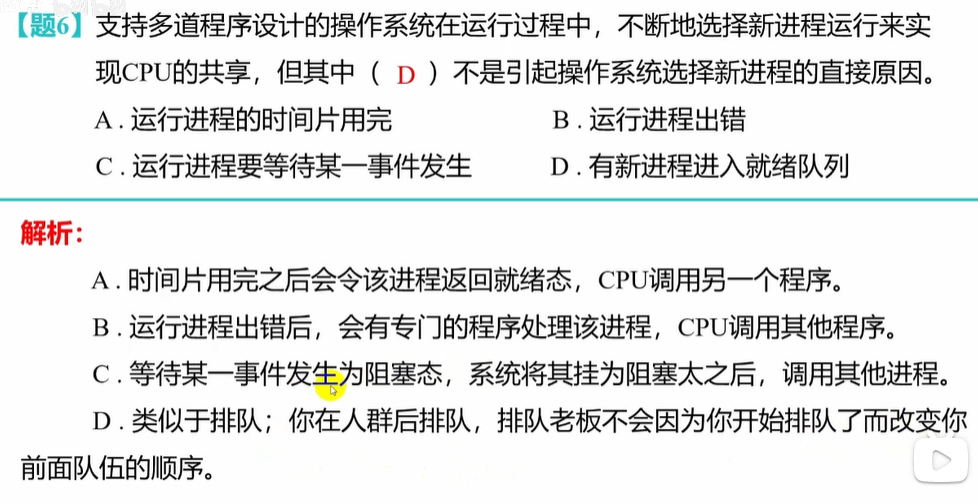 【题6】支持多道程序设计的操作系统在运行过程中，不断地选择新进程运行来实
现CPU的共享，但其中（ D ）不是引起操作系统选择新进程的直接原因。
A . 运行进程的时间片用完 B . 运行进程出错
C . 运行进程要等待某一事件发生 D . 有新进程进入就绪队列
解析：
A . 时间片用完之后会令该进程返回就绪态，CPU调用另一个程序。
B . 运行进程出错后，会有专门的程序处理该进程，CPU调用其他程序。
C . 等待某一事件发生为阻塞态，系统将其挂为阻塞太之后，调用其他进程。
D . 类似于排队；你在人群后排队，排队老板不会因为你开始排队了而改变你
前面队伍的顺序。